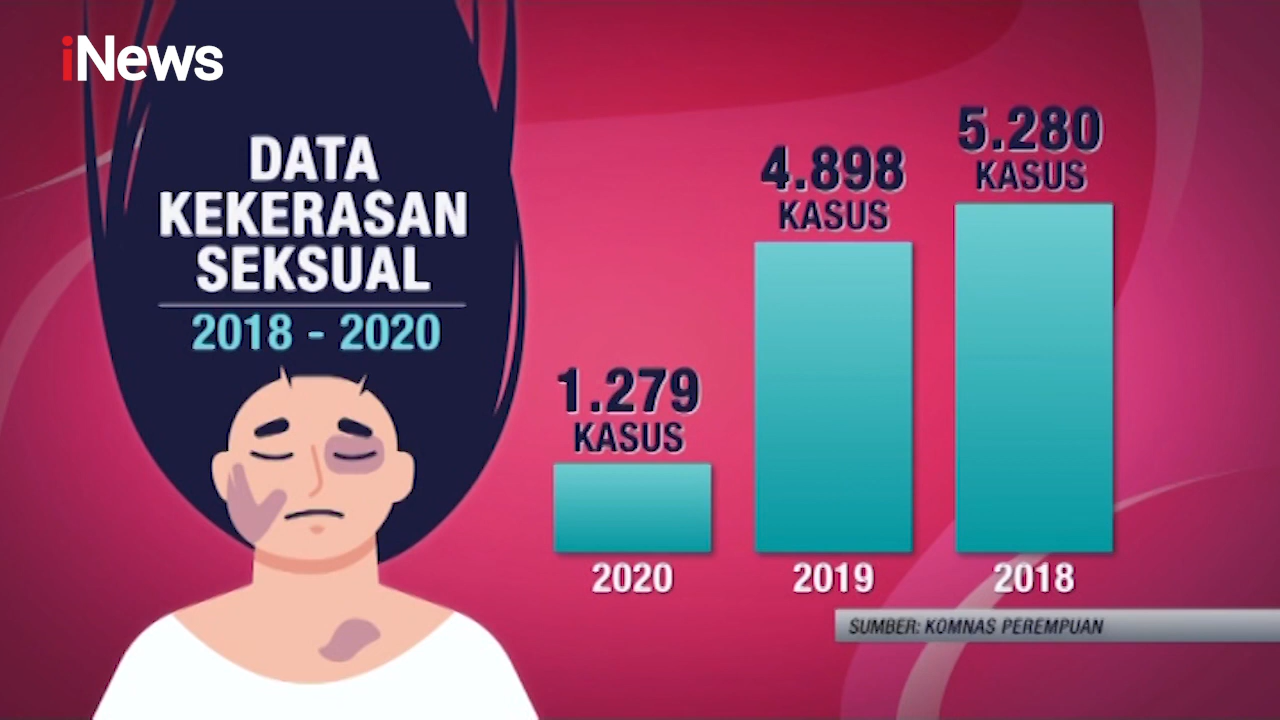 iNews
DATA
KEKERASAN
SEKSUAL
2018 - 2020
1.279
KASUS
2020
4.898
KASUS
2019
5.280
KASUS
2018
SUMBER: KOMNAS PEREMPUAN